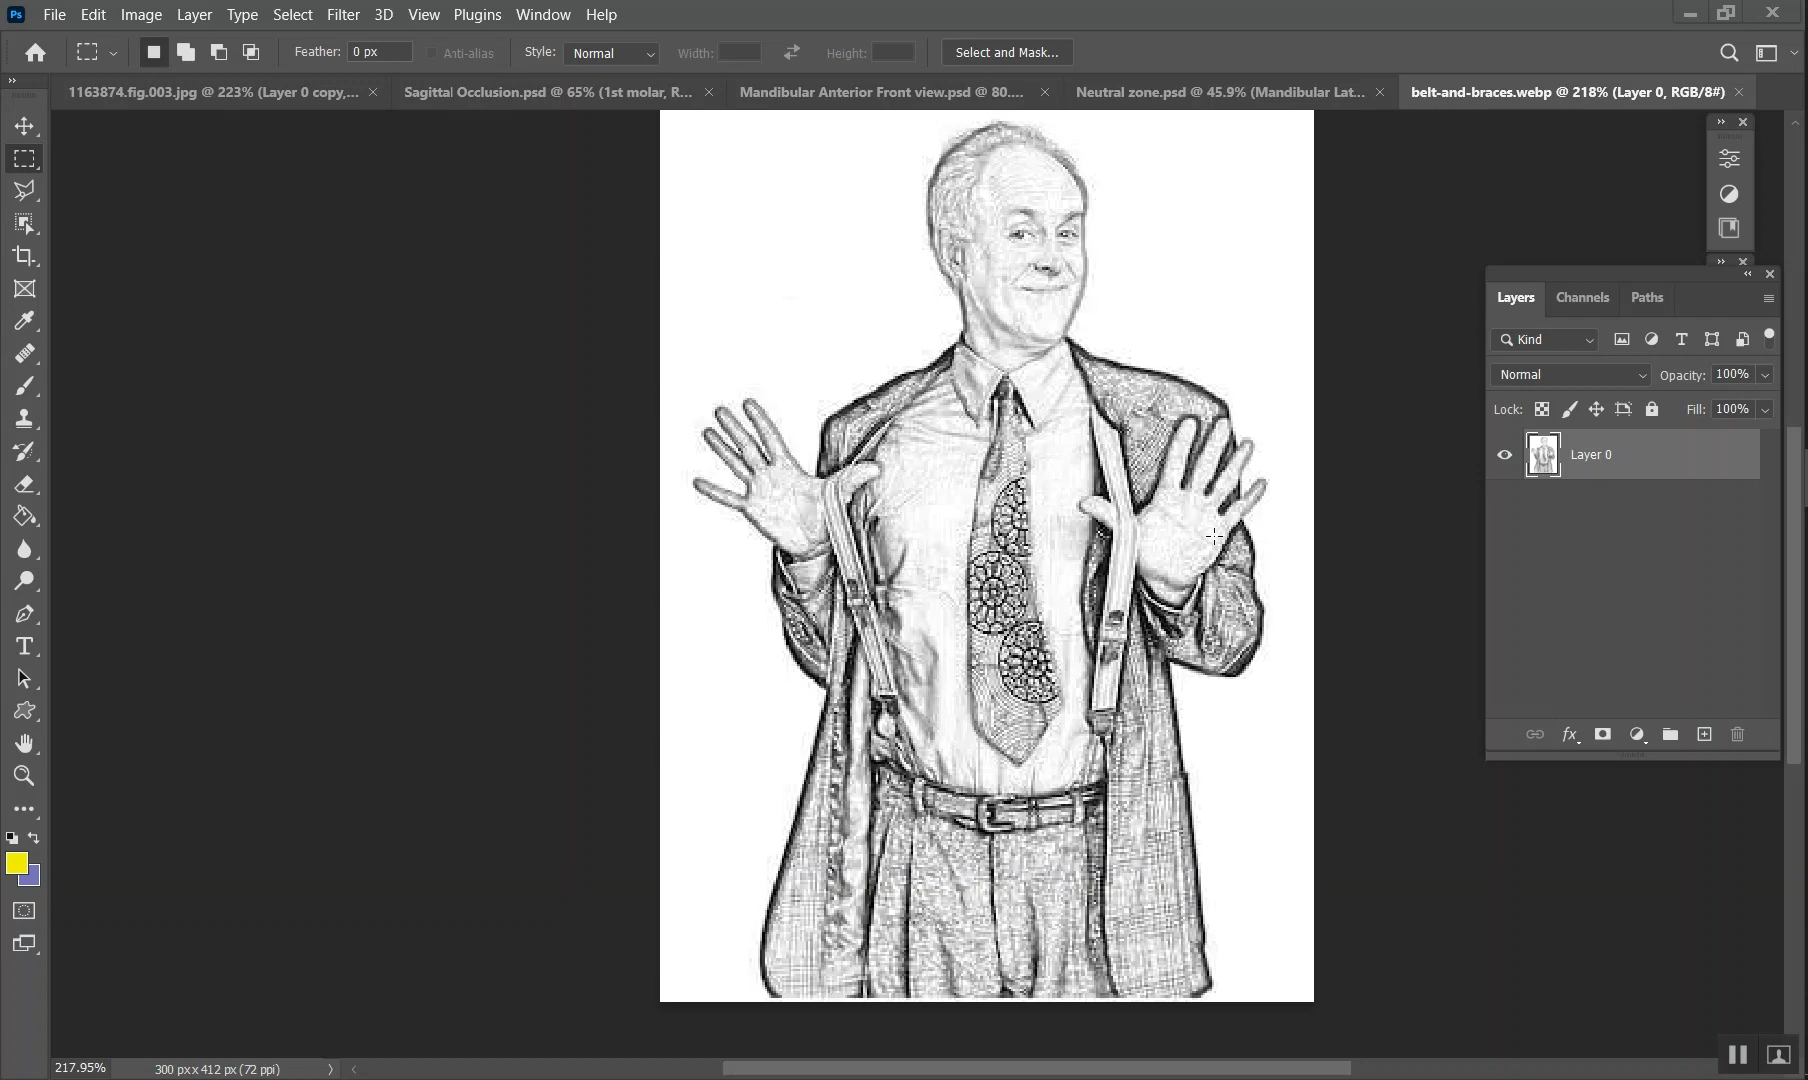 Ps File Edit Image Layer Type Select Filter 3D View Plugins Window Help
Feather: 0 px Anti-alias Style: Normal Width: Height: Select and Mask...
1163874.fig.003.jpg @ 223% (Layer 0 copy,... Sagittal Occlusion.psd @ 65% (1st molar, R... Mandibular Anterior Front view.psd @ 80.... Neutral zone.psd @ 45.9% (Mandibular Lat... belt-and-braces.webp @ 218% (Layer 0, RGB/8#)
Layers Channels Paths
Kind
Normal Opacity: 100%
Lock: Fill: 100%
Layer 0
fx
217.95% 300 px x 412 px (72 ppi)